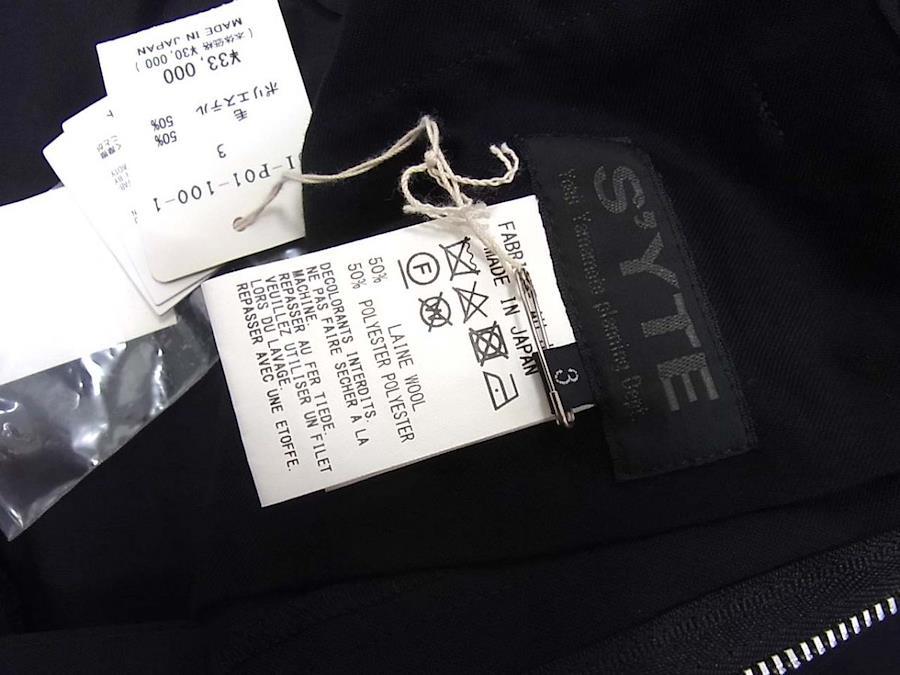 S'YTE
Yohji Yamamoto planning Dept.
3
FABRI
MADE IN JAPAN
50% LAINE WOOL
50% POLYESTER POLYESTER
DECOLORANTS INTERDITS.
NE PAS FAIRE SECHER A LA
MACHINE.
REPASSER AU FER TIEDE.
VEUILLEZ UTILISER UN FILET
LORS DU LAVAGE.
REPASSER AVEC UNE ETOFFE.
F
-P01-100-1
3
毛 50%
ポリエステル 50%
¥33,000
(本体価格 ¥30,000)
MADE IN JAPAN